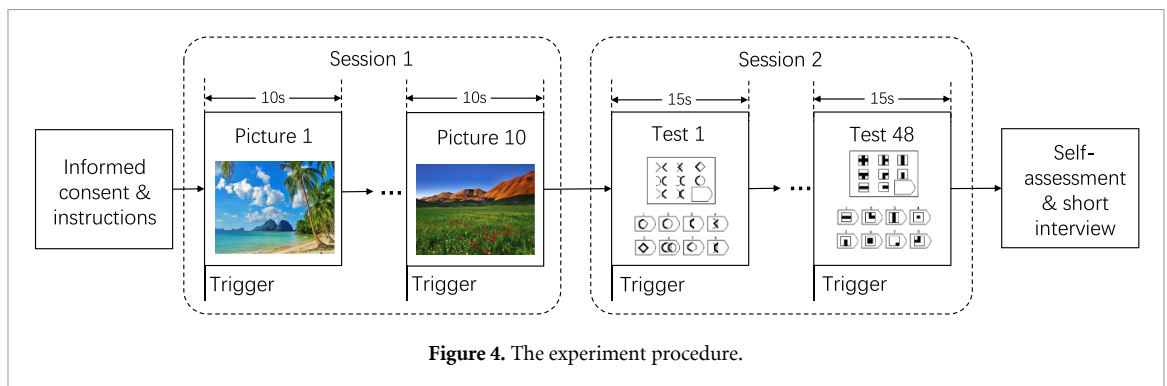 Session 1
Session 2
10s
10s
15s
15s
Informed
consent &
instructions
Picture 1
...
Picture 10
Test 1
...
Test 48
Self-
assessment
& short
interview
Trigger
Trigger
Trigger
Trigger
Figure 4. The experiment procedure.